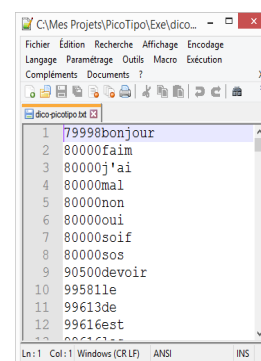 C:\Mes Projets\PicoTipo\Exe\dico...
Fichier Édition Recherche Affichage Encodage
Langage Paramétrage Outils Macro Exécution
Compléments Documents ?
dico-picotipo.txt
1 79998bonjour
2 80000faim
3 80000j'ai
4 80000mal
5 80000non
6 80000oui
7 80000soif
8 80000sos
9 90500devoir
10 99581le
11 99613de
12 99616est
Ln : 1 Col : 1 Windows (CR LF) ANSI INS